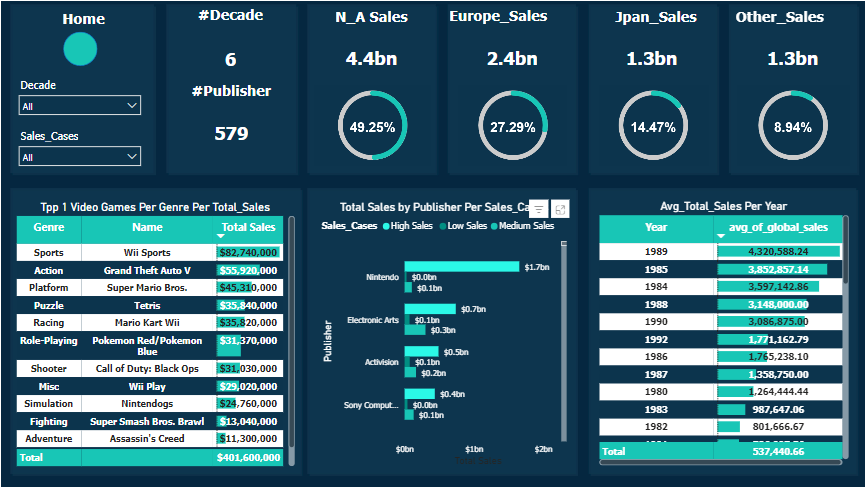 Home
Decade
All
Sales_Cases
All
#Decade
6
#Publisher
579
N_A Sales
4.4bn
49.25%
Europe_Sales
2.4bn
27.29%
Jpan_Sales
1.3bn
14.47%
Other_Sales
1.3bn
8.94%
Tpp 1 Video Games Per Genre Per Total_Sales
Genre Name Total Sales
Sports Wii Sports $82,740,000
Action Grand Theft Auto V $55,920,000
Platform Super Mario Bros. $45,310,000
Puzzle Tetris $35,840,000
Racing Mario Kart Wii $35,820,000
Role-Playing Pokemon Red/Pokemon $31,370,000
Blue
Shooter Call of Duty: Black Ops $31,030,000
Misc Wii Play $29,020,000
Simulation Nintendogs $24,760,000
Fighting Super Smash Bros. Brawl $13,040,000
Adventure Assassin's Creed $11,300,000
Total $401,600,000
Total Sales by Publisher Per Sales_Ca
Sales_Cases High Sales Low Sales Medium Sales
Publisher
Nintendo
$1.7bn
$0.0bn
$0.1bn
Electronic Arts
$0.7bn
$0.1bn
$0.3bn
Activision
$0.5bn
$0.1bn
$0.2bn
Sony Comput...
$0.4bn
$0.0bn
$0.1bn
$0bn $1bn $2bn
Avg_Total_Sales Per Year
Year avg_of_global_sales
1989 4,320,588.24
1985 3,852,857.14
1984 3,597,142.86
1988 3,148,000.00
1990 3,086,875.00
1992 1,771,162.79
1986 1,765,238.10
1987 1,358,750.00
1980 1,264,444.44
1983 987,647.06
1982 801,666.67
Total 537,440.66